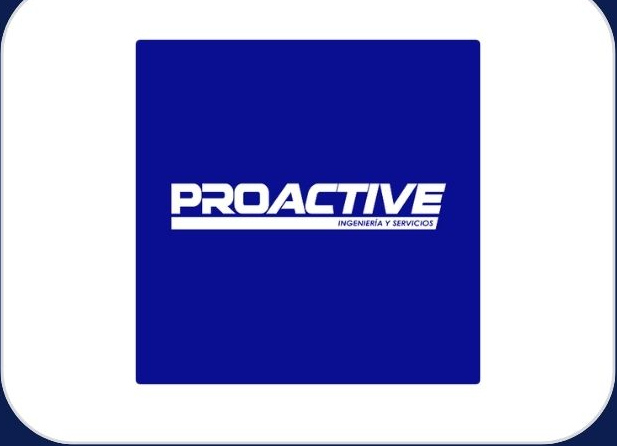 PROACTIVE
INGENIERÍA Y SERVICIOS